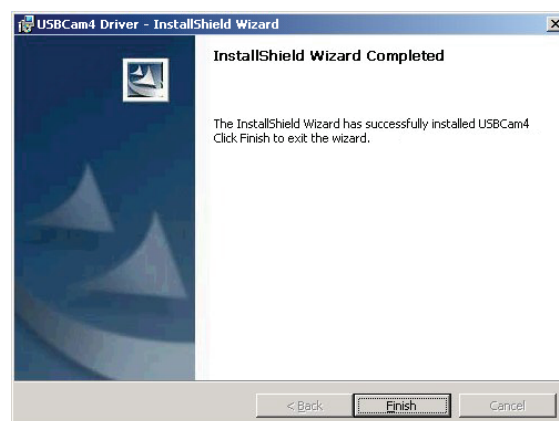 USBCam4 Driver - InstallShield Wizard
InstallShield Wizard Completed
The InstallShield Wizard has successfully installed USBCam4
Click Finish to exit the wizard.
< Back
Finish
Cancel